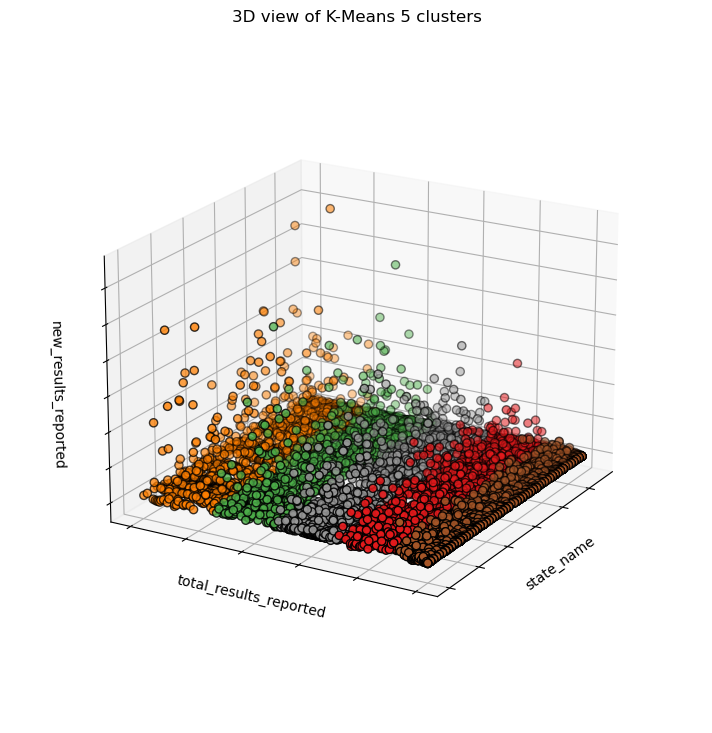 3D view of K-Means 5 clusters
new_results_reported
total_results_reported
state_name